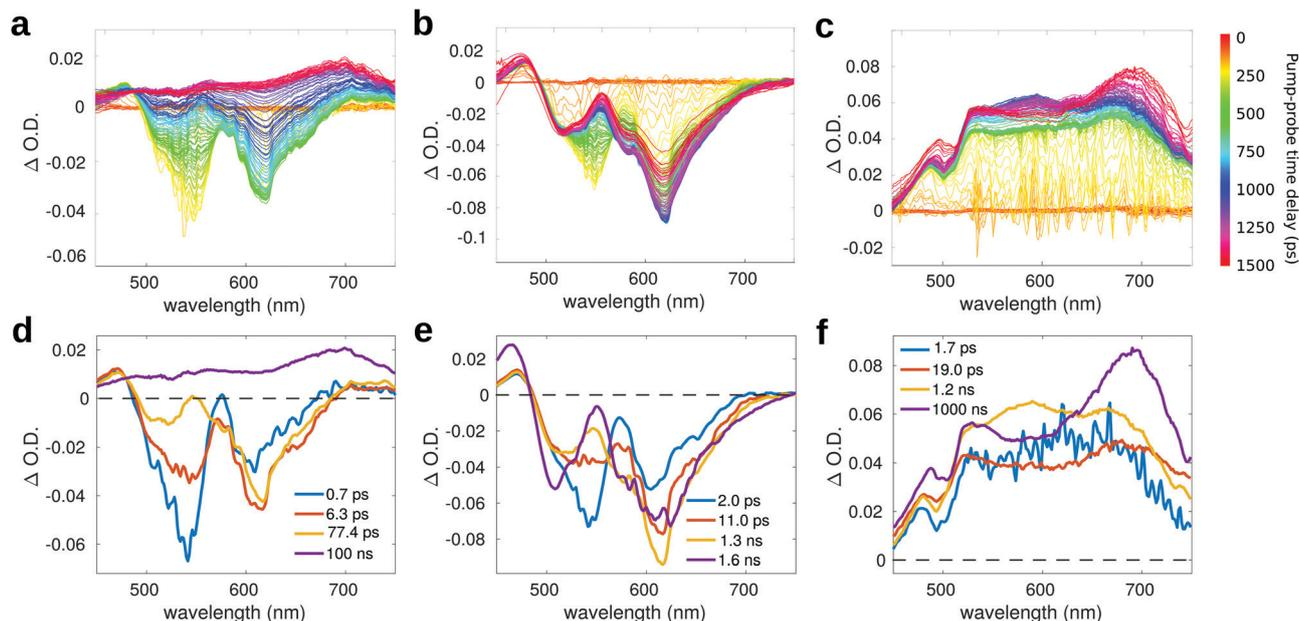 a
0.02
0
-0.02
-0.04
-0.06
Δ O.D.
500
600
700
wavelength (nm)
b
0.02
0
-0.02
-0.04
-0.06
-0.08
-0.1
Δ O.D.
500
600
700
wavelength (nm)
c
0.08
0.06
0.04
0.02
0
-0.02
Δ O.D.
500
600
700
wavelength (nm)
0
250
500
750
1000
1250
1500
Pump-probe time delay (ps)
d
0.02
0
-0.02
-0.04
-0.06
Δ O.D.
0.7 ps
6.3 ps
77.4 ps
100 ns
500
600
700
wavelength (nm)
e
0.02
0
-0.02
-0.04
-0.06
-0.08
Δ O.D.
2.0 ps
11.0 ps
1.3 ns
1.6 ns
500
600
700
wavelength (nm)
f
0.08
0.06
0.04
0.02
0
Δ O.D.
1.7 ps
19.0 ps
1.2 ns
1000 ns
500
600
700
wavelength (nm)